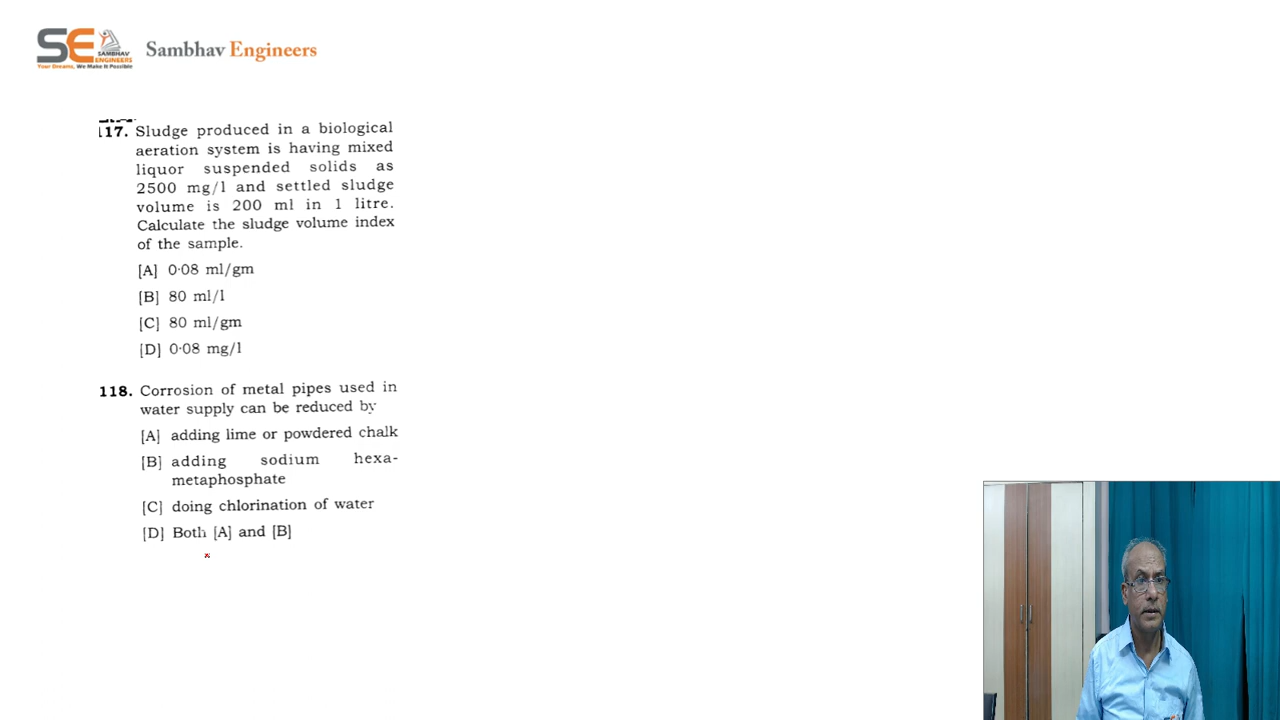 SE
SAMBHAV
ENGINEERS
Your Dreams, We Make It Possible
Sambhav Engineers
117. Sludge produced in a biological
aeration system is having mixed
liquor suspended solids as
2500 mg/l and settled sludge
volume is 200 ml in 1 litre.
Calculate the sludge volume index
of the sample.
[A] 0·08 ml/gm
[B] 80 ml/l
[C] 80 ml/gm
[D] 0·08 mg/l
118. Corrosion of metal pipes used in
water supply can be reduced by
[A] adding lime or powdered chalk
[B] adding sodium hexa-
metaphosphate
[C] doing chlorination of water
[D] Both [A] and [B]